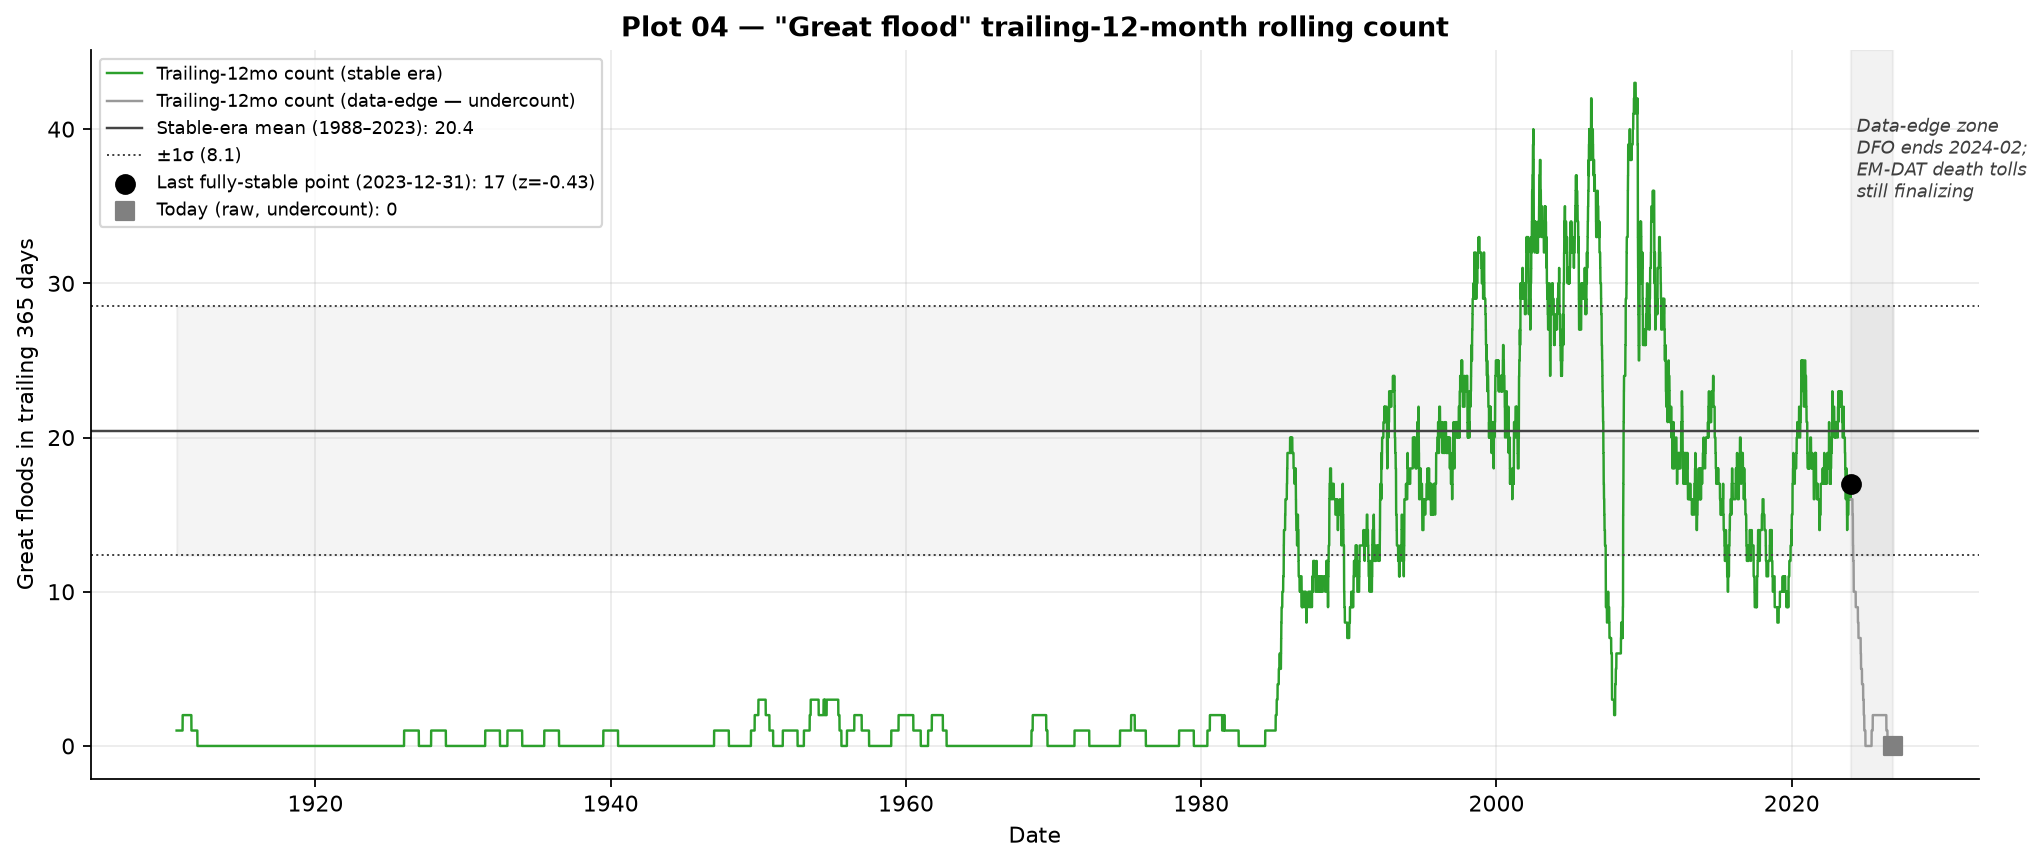 Plot 04 — "Great flood" trailing-12-month rolling count
Trailing-12mo count (stable era)
Trailing-12mo count (data-edge — undercount)
Stable-era mean (1988–2023): 20.4
±1σ (8.1)
Last fully-stable point (2023-12-31): 17 (z=-0.43)
Today (raw, undercount): 0
Data-edge zone
DFO ends 2024-02;
EM-DAT death tolls
still finalizing
Great floods in trailing 365 days
40
30
20
10
0
1920
1940
1960
1980
2000
2020
Date